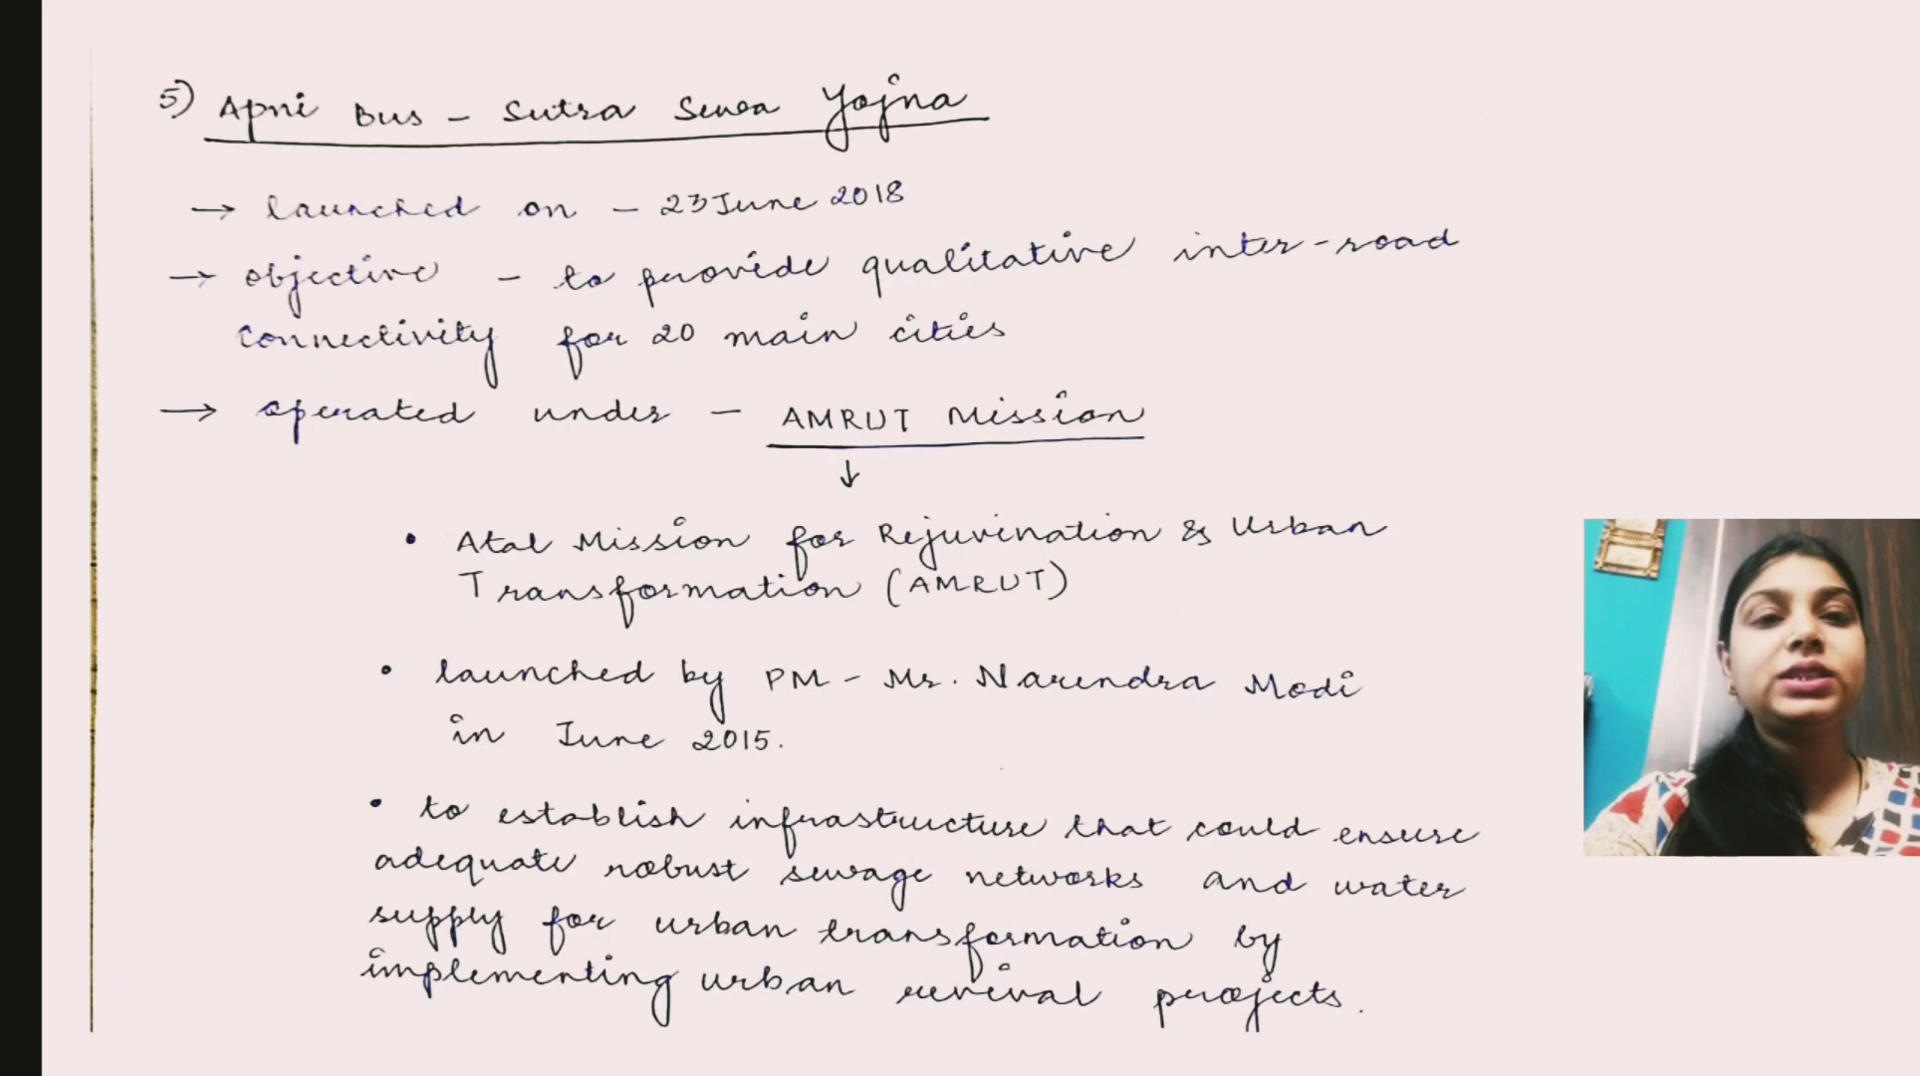 5) Apni Bus - Sutra Sewa Yojna
→ launched on - 23 June 2018
→ objective - to provide qualitative inter-road
connectivity for 20 main cities
→ operated under - AMRUT Mission
↓
• Atal Mission for Rejuvination & Urban
Transformation (AMRUT)
• launched by PM - Mr. Narendra Modi
in June 2015.
• to establish infrastructure that could ensure
adequate robust sewage networks and water
supply for urban transformation by
implementing urban revival projects.